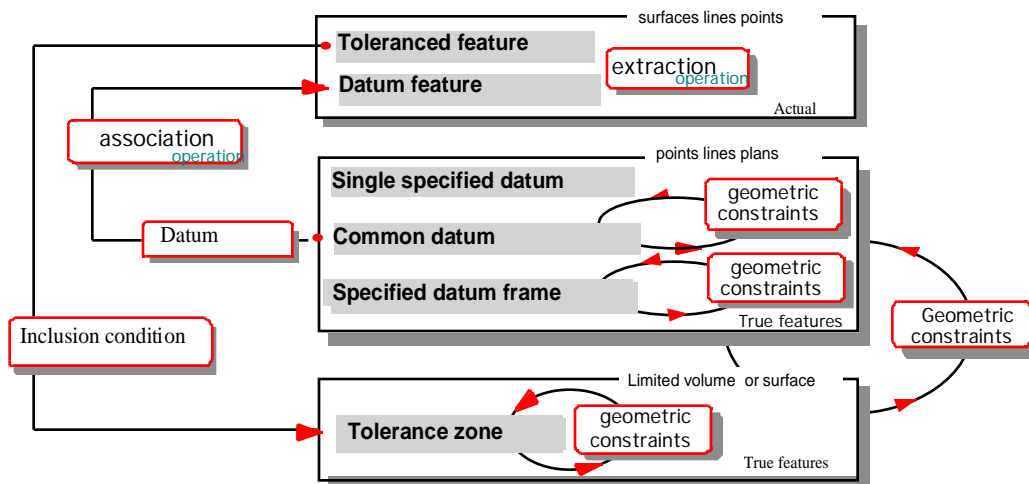 surfaces lines points
Toleranced feature
extraction
operation
Datum feature
Actual
association
operation
points lines plans
Single specified datum
geometric
constraints
Datum
Common datum
geometric
constraints
Specified datum frame
True features
Geometric
constraints
Inclusion condition
Limited volume or surface
geometric
constraints
Tolerance zone
True features